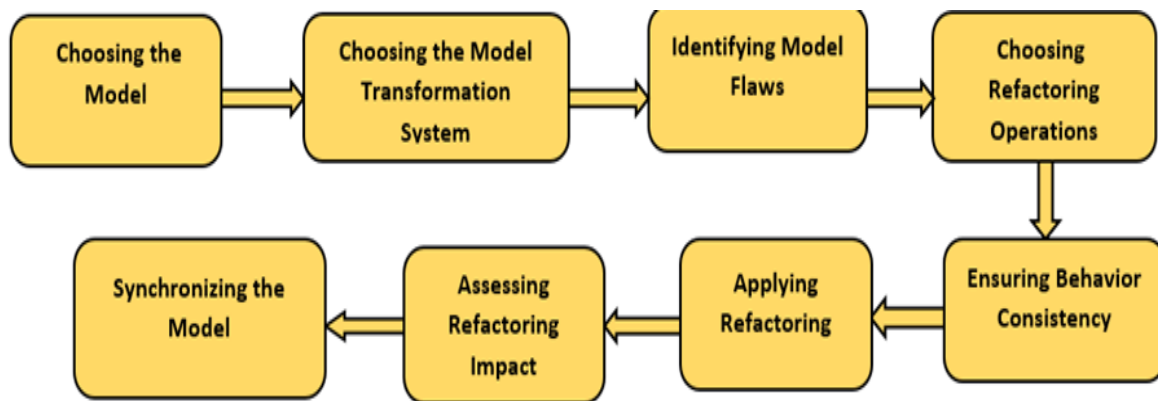 Choosing the
Model
Choosing the Model
Transformation
System
Identifying Model
Flaws
Choosing
Refactoring
Operations
Ensuring Behavior
Consistency
Applying
Refactoring
Assessing
Refactoring
Impact
Synchronizing the
Model